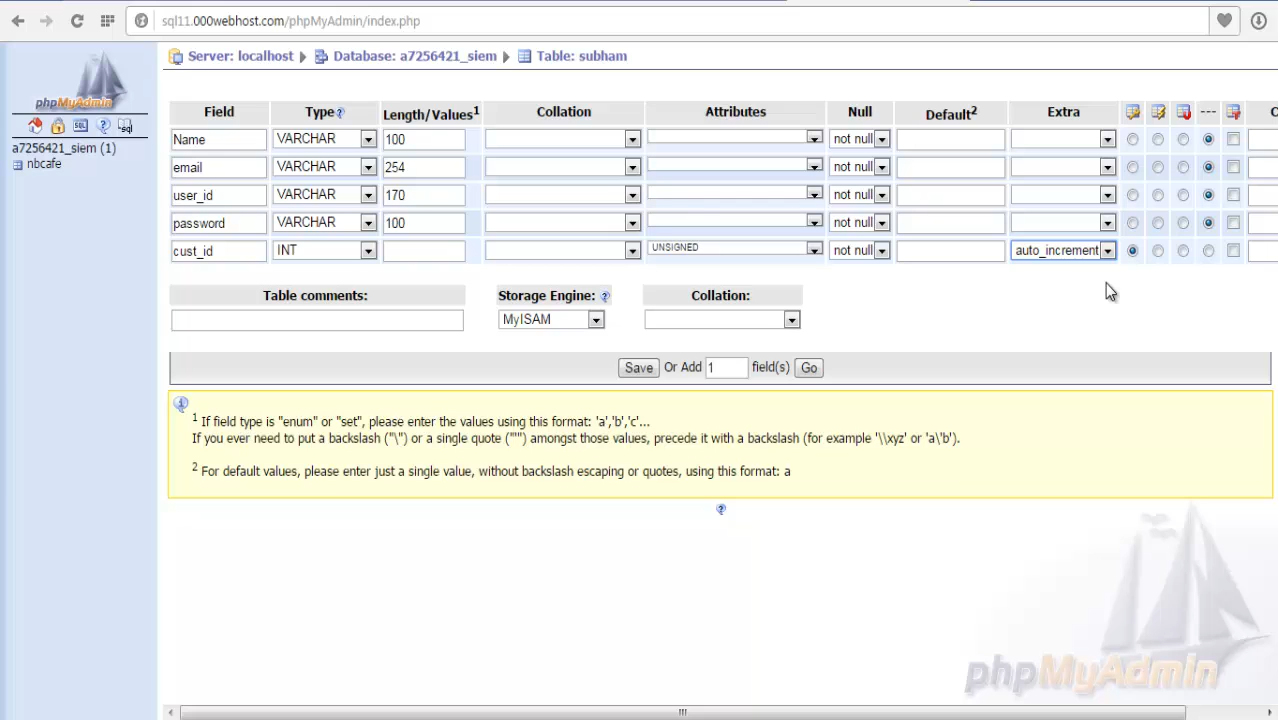 sql11.000webhost.com/phpMyAdmin/index.php
phpMyAdmin
a7256421_siem (1)
nbcafe
Server: localhost Database: a7256421_siem Table: subham
Field Type Length/Values1 Collation Attributes Null Default2 Extra ---
Name VARCHAR 100 not null
email VARCHAR 254 not null
user_id VARCHAR 170 not null
password VARCHAR 100 not null
cust_id INT UNSIGNED not null auto_increment
Table comments: Storage Engine: Collation:
MyISAM
Save Or Add 1 field(s) Go
1 If field type is "enum" or "set", please enter the values using this format: 'a','b','c'...
If you ever need to put a backslash ("\") or a single quote ("'") amongst those values, precede it with a backslash (for example '\\xyz' or 'a\'b').
2 For default values, please enter just a single value, without backslash escaping or quotes, using this format: a
phpMyAdmin